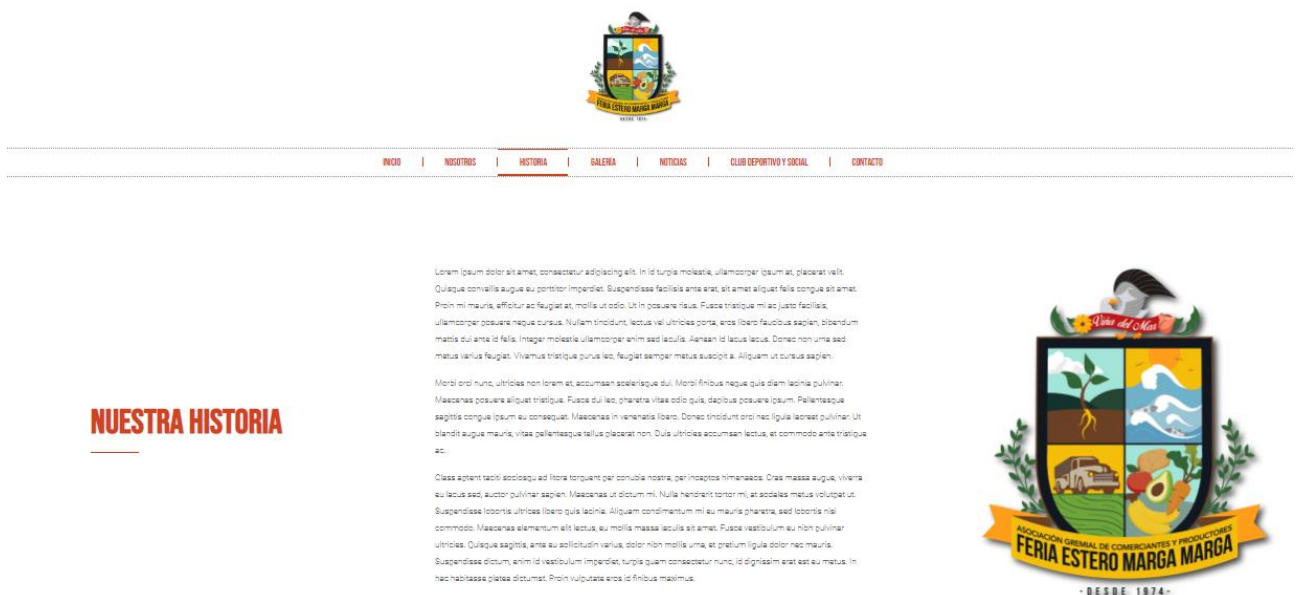 FERIA ESTERO MARGA MARGA
DESDE 1974
INICIO | NOSOTROS | HISTORIA | GALERÍA | NOTICIAS | CLUB DEPORTIVO Y SOCIAL | CONTACTO
NUESTRA HISTORIA
Lorem ipsum dolor sit amet, consectetur adipiscing elit. In id turpis molestie, ullamcorper ipsum at, placerat velit.
Quisque convallis augue eu porttitor imperdiet. Suspendisse facilisis ante erat, sit amet aliquet felis congue sit amet.
Proin mi mauris, efficitur ac feugiat at, mollis ut odio. Ut in posuere risus. Fusce tristique mi ac justo facilisis,
ullamcorper posuere neque cursus. Nullam tincidunt, lectus vel ultricies porta, eros libero faucibus sapien, bibendum
mattis dui ante id felis. Integer molestie ullamcorper enim sed iaculis. Aenean id lacus lacus. Donec non urna sed
metus varius feugiat. Vivamus tristique purus leo, feugiat semper metus suscipit a. Aliquam ut cursus sapien.
Morbi orci nunc, ultricies non lorem et, accumsan scelerisque dui. Morbi finibus neque quis diam lacinia pulvinar.
Maecenas posuere aliquet tristique. Fusce dui leo, pharetra vitae odio quis, dapibus posuere ipsum. Pellentesque
sagittis congue ipsum eu consequat. Maecenas in venenatis libero. Donec tincidunt orci nec ligula laoreet pulvinar. Ut
blandit augue mauris, vitae pellentesque tellus placerat non. Duis ultricies accumsan lectus, et commodo ante tristique
ac.
Class aptent taciti sociosqu ad litora torquent per conubia nostra, per inceptos himenaeos. Cras massa augue, viverra
eu lacus sed, auctor pulvinar sapien. Maecenas ut dictum mi. Nulla hendrerit tortor mi, at sodales metus volutpat ut.
Suspendisse lobortis ultrices libero quis lacinia. Aliquam condimentum mi eu mauris pharetra, sed lobortis nisi
commodo. Maecenas elementum elit lectus, eu mollis massa iaculis sit amet. Fusce vestibulum eu nibh pulvinar
ultricies. Quisque sagittis, ante eu sollicitudin varius, dolor nibh mollis urna, et pretium ligula dolor nec mauris.
Suspendisse dictum, enim id vestibulum imperdiet, turpis quam consectetur nunc, id dignissim erat est eu metus. In
hac habitasse platea dictumst. Proin vulputate eros id finibus maximus.
Viña del Mar
ASOCIACIÓN GREMIAL DE COMERCIANTES Y PRODUCTORES
FERIA ESTERO MARGA MARGA
- DESDE 1974 -